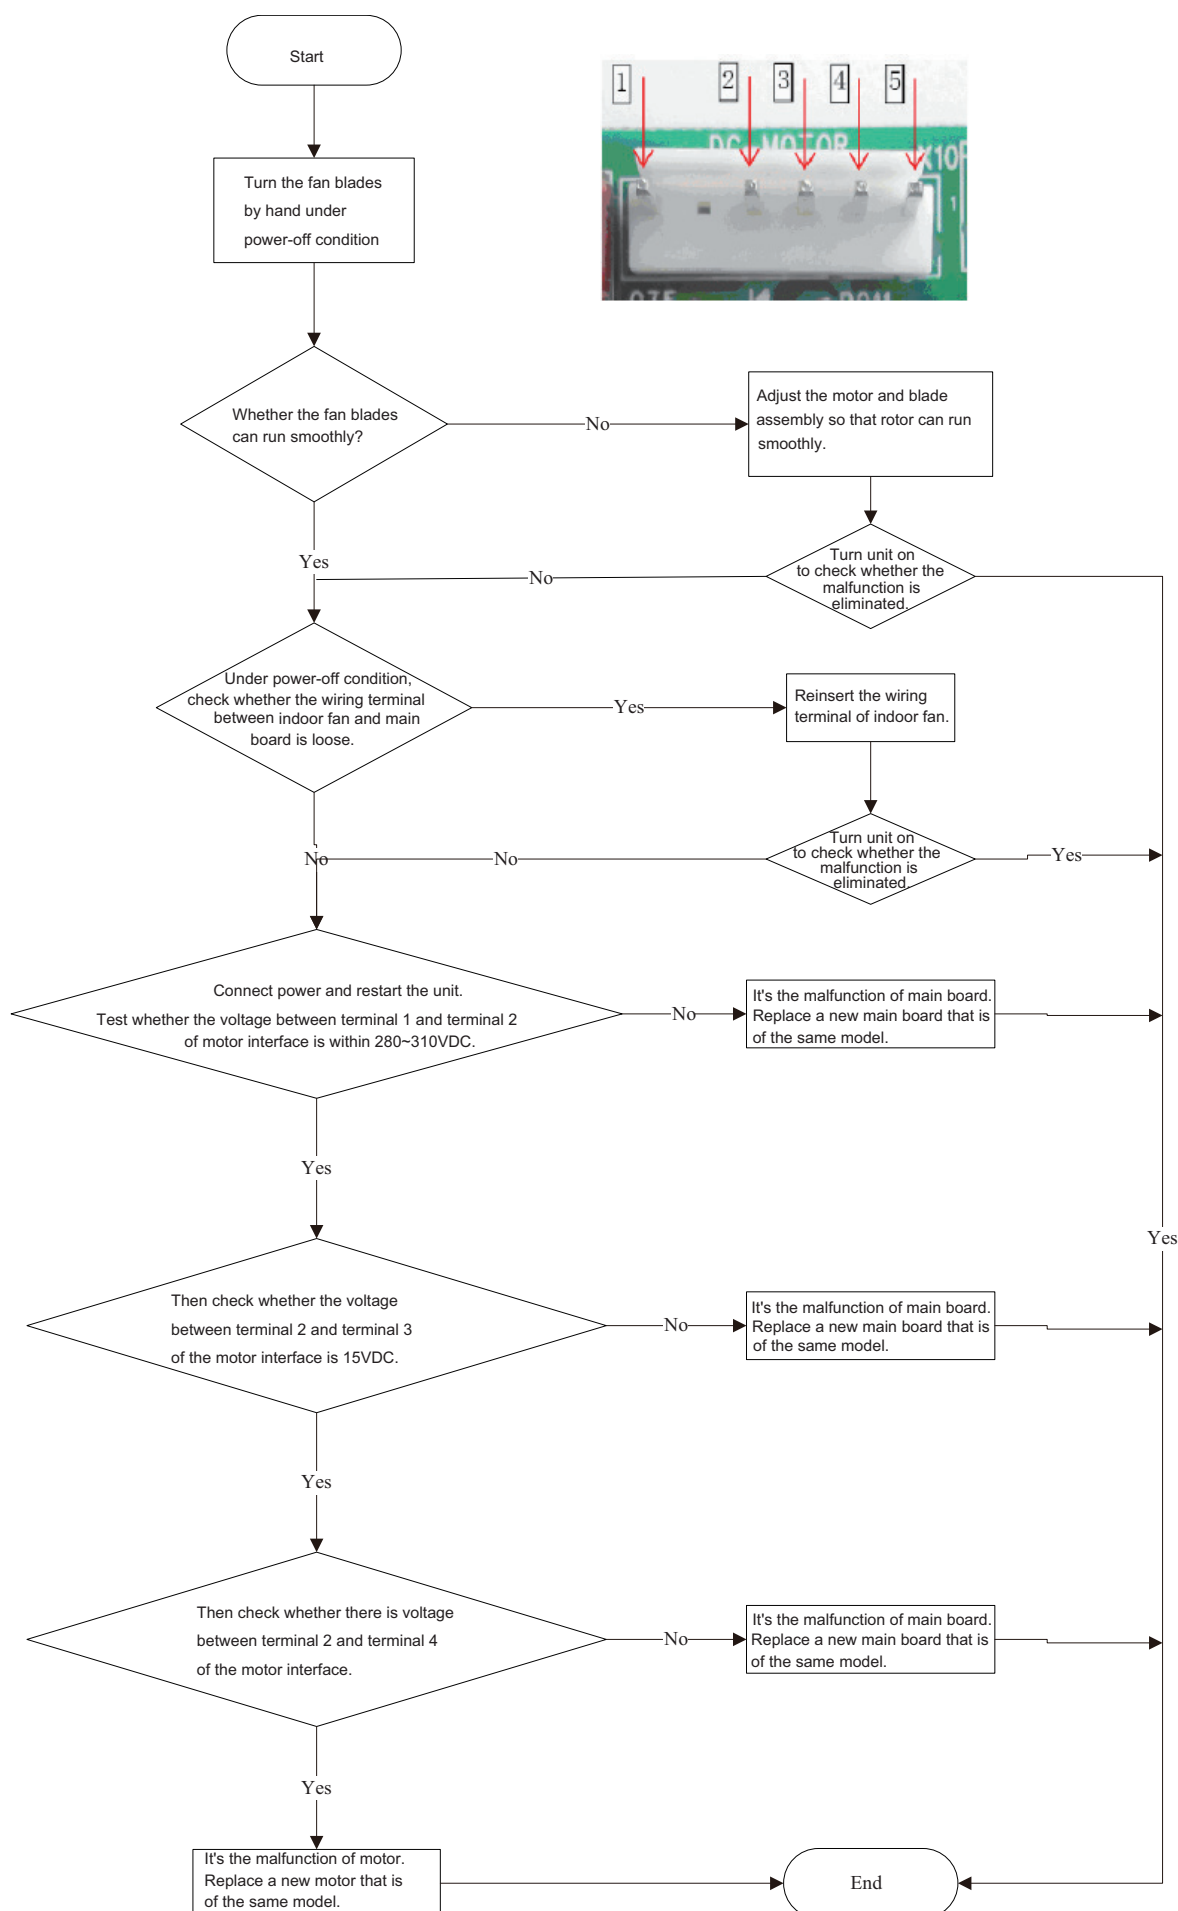 Start
1
2
3
4
5
DC MOTOR
1
Turn the fan blades
by hand under
power-off condition
Whether the fan blades
can run smoothly?
No
Adjust the motor and blade
assembly so that rotor can run
smoothly.
Yes
No
Turn unit on
to check whether the
malfunction is
eliminated.
Under power-off condition,
check whether the wiring terminal
between indoor fan and main
board is loose.
Yes
Reinsert the wiring
terminal of indoor fan.
No
No
Turn unit on
to check whether the
malfunction is
eliminated.
Yes
Connect power and restart the unit.
Test whether the voltage between terminal 1 and terminal 2
of motor interface is within 280~310VDC.
No
It's the malfunction of main board.
Replace a new main board that is
of the same model.
Yes
Yes
Then check whether the voltage
between terminal 2 and terminal 3
of the motor interface is 15VDC.
No
It's the malfunction of main board.
Replace a new main board that is
of the same model.
Yes
Then check whether there is voltage
between terminal 2 and terminal 4
of the motor interface.
No
It's the malfunction of main board.
Replace a new main board that is
of the same model.
Yes
It's the malfunction of motor.
Replace a new motor that is
of the same model.
End